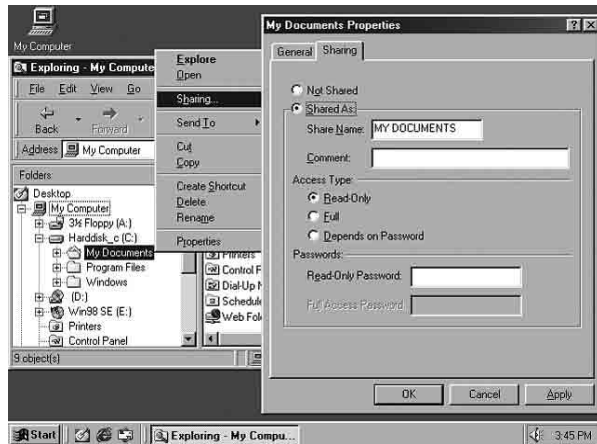 My Computer
Exploring - My Compute
File Edit View Go
Back Forward
Address My Computer
Folders
Desktop
My Computer
3½ Floppy (A:)
Harddisk_c (C:)
My Documents
Program Files
Windows
(D:)
Win98 SE (E:)
Printers
Control Panel
9 object(s)
Explore
Open
Sharing...
Send To
Cut
Copy
Create Shortcut
Delete
Rename
Properties
Printers
Control F
Dial-Up N
Schedule
Web Fol
My Documents Properties
General Sharing
Not Shared
Shared As:
Share Name: MY DOCUMENTS
Comment:
Access Type:
Read-Only
Full
Depends on Password
Passwords:
Read-Only Password:
Full Access Password:
OK Cancel Apply
Start Exploring - My Compu... 3:45 PM